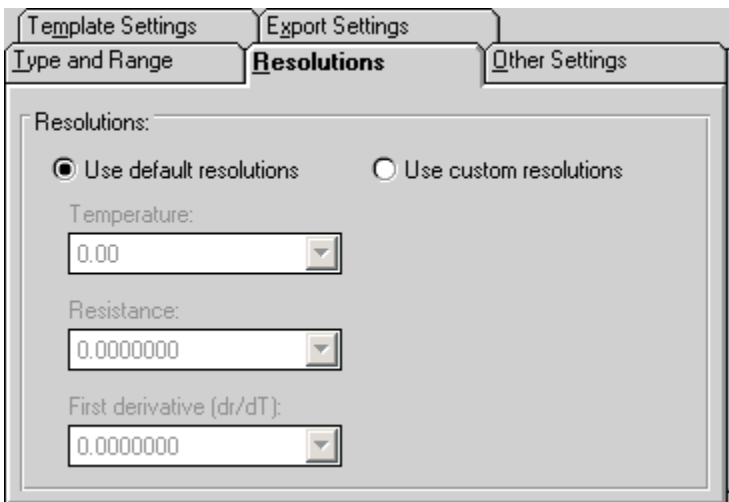 Template Settings
Export Settings
Type and Range
Resolutions
Other Settings
Resolutions:
Use default resolutions
Use custom resolutions
Temperature:
0.00
Resistance:
0.0000000
First derivative (dr/dT):
0.0000000